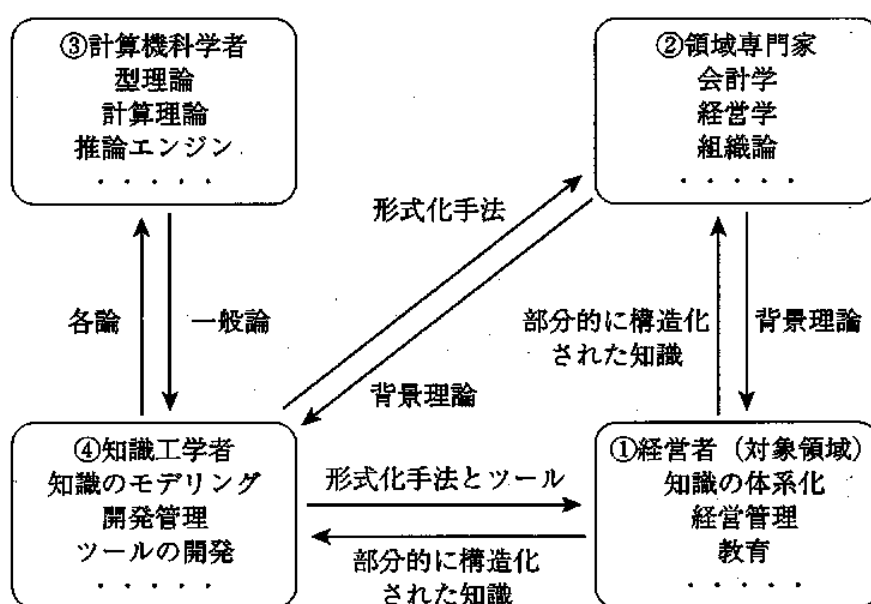 ③計算機科学者
型理論
計算理論
推論エンジン
・・・・・
②領域専門家
会計学
経営学
組織論
・・・・・
形式化手法
各論
一般論
部分的に構造化
された知識
背景理論
背景理論
④知識工学者
知識のモデリング
開発管理
ツールの開発
・・・・・
形式化手法とツール
部分的に構造化
された知識
①経営者（対象領域）
知識の体系化
経営管理
教育
・・・・・